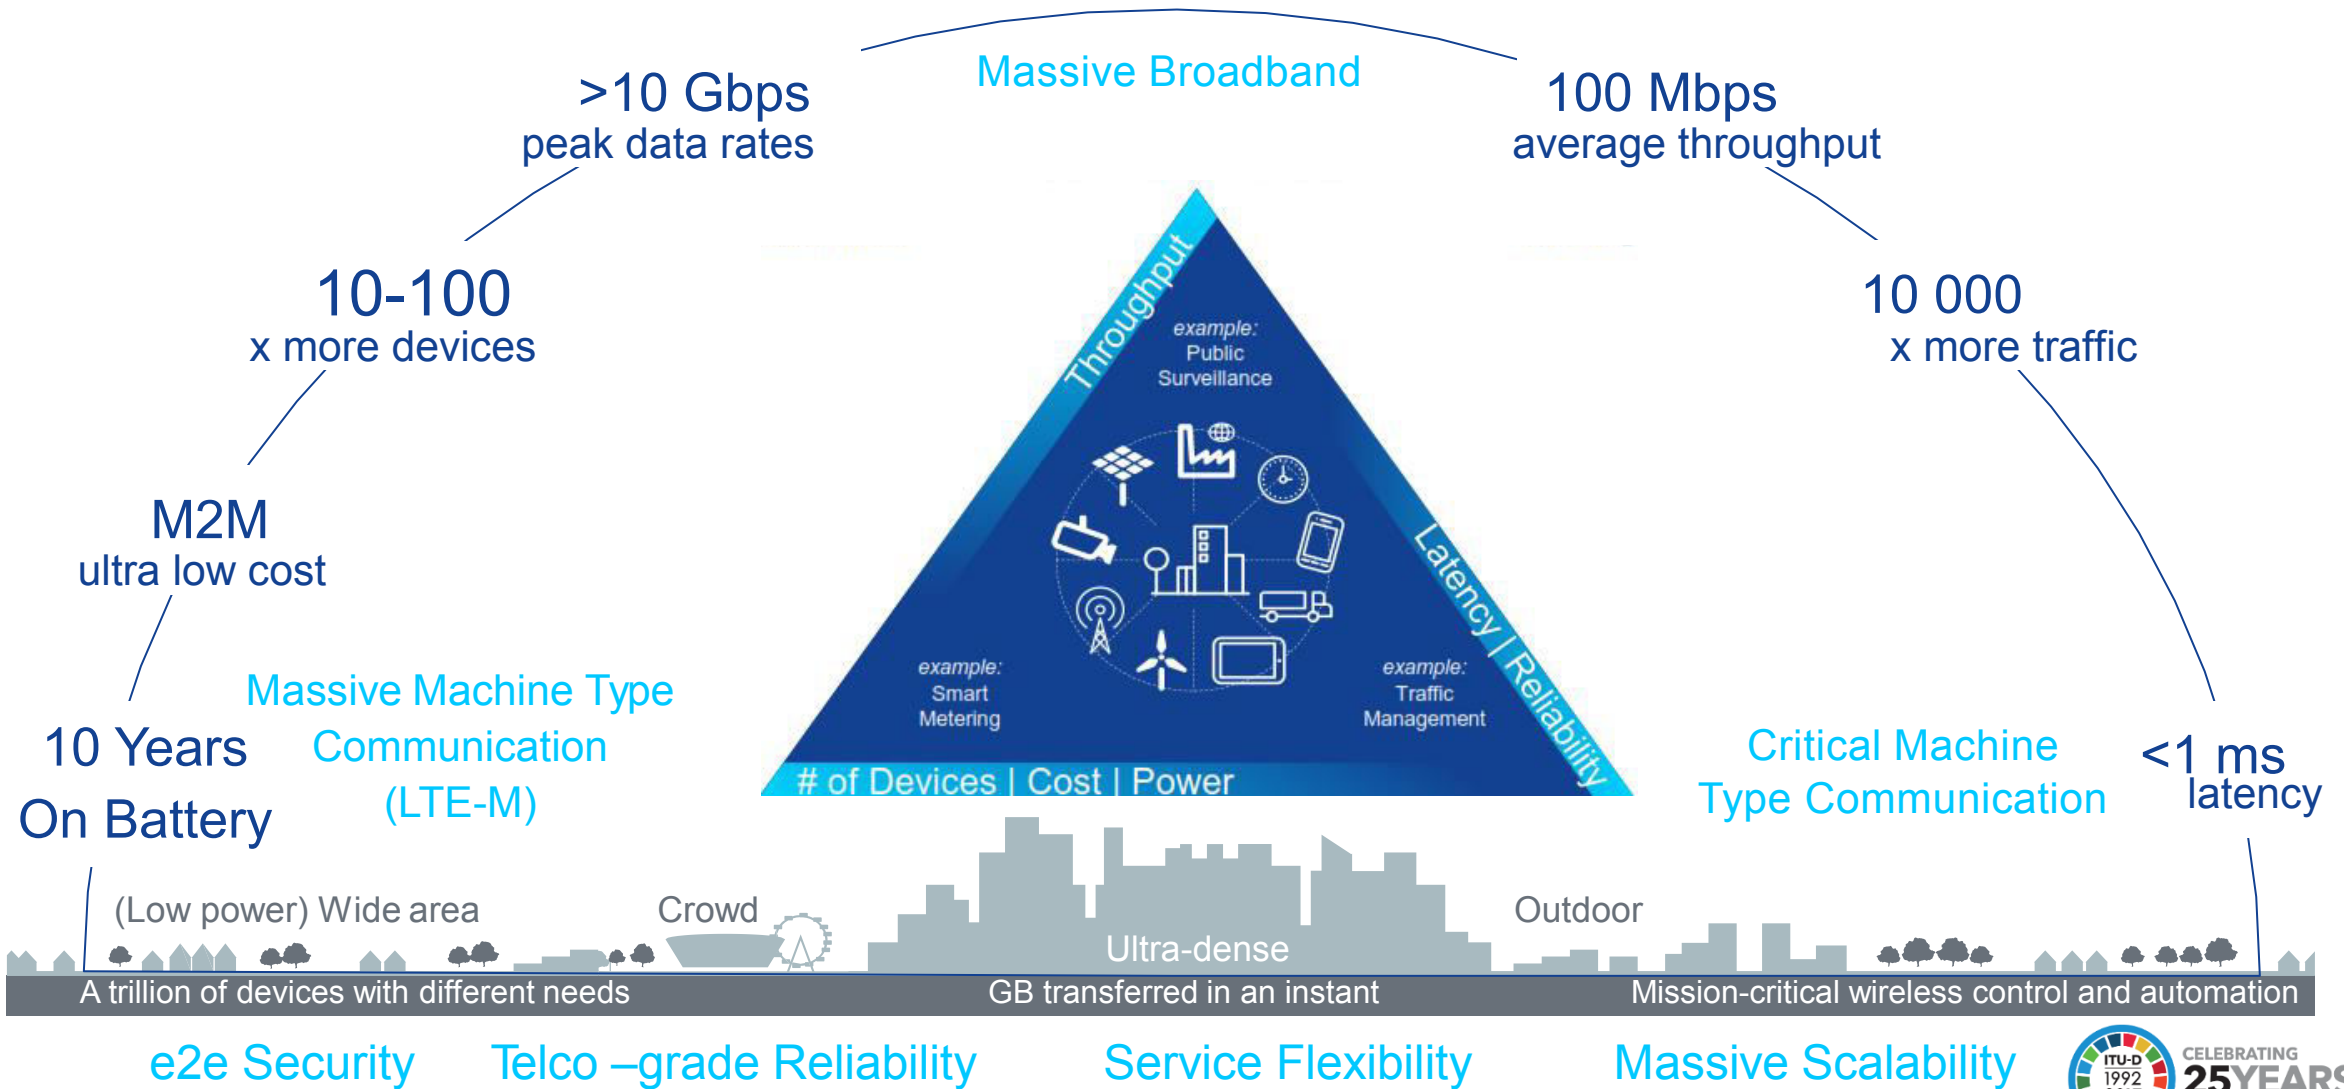 Massive Broadband
>10 Gbps
peak data rates
100 Mbps
average throughput
10-100
x more devices
10 000
x more traffic
M2M
ultra low cost
Throughput
example:
Public
Surveillance
Latency | Reliability
example:
Smart
Metering
example:
Traffic
Management
# of Devices | Cost | Power
Massive Machine Type
Communication
(LTE-M)
10 Years
On Battery
Critical Machine
Type Communication
<1 ms
latency
(Low power) Wide area
Crowd
Ultra-dense
Outdoor
A trillion of devices with different needs
GB transferred in an instant
Mission-critical wireless control and automation
e2e Security
Telco –grade Reliability
Service Flexibility
Massive Scalability
ITU-D
1992
CELEBRATING
25YEARS